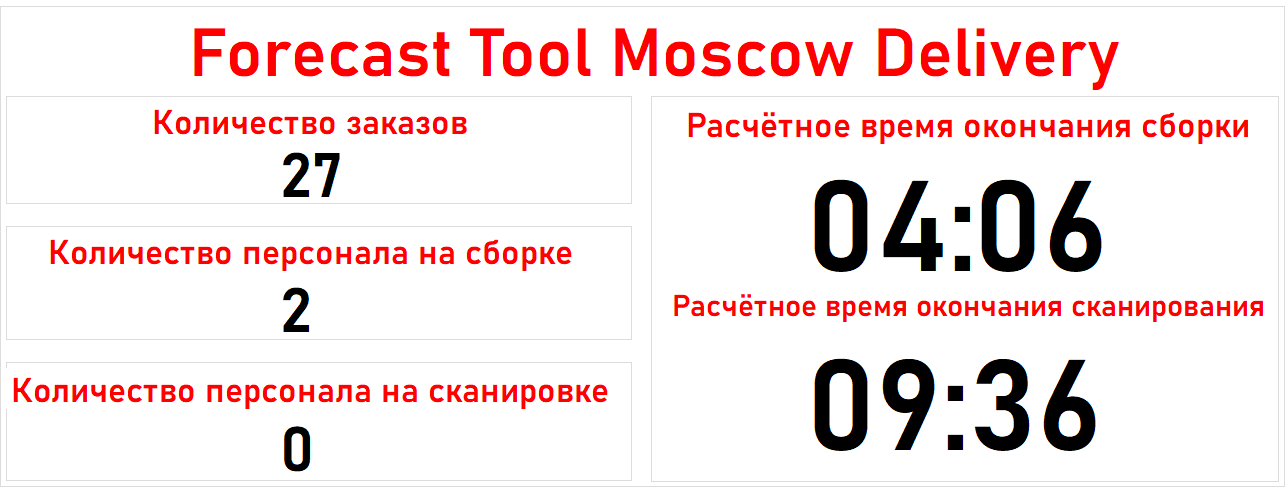 Forecast Tool Moscow Delivery
Количество заказов
27
Количество персонала на сборке
2
Количество персонала на сканировке
0
Расчётное время окончания сборки
04:06
Расчётное время окончания сканирования
09:36